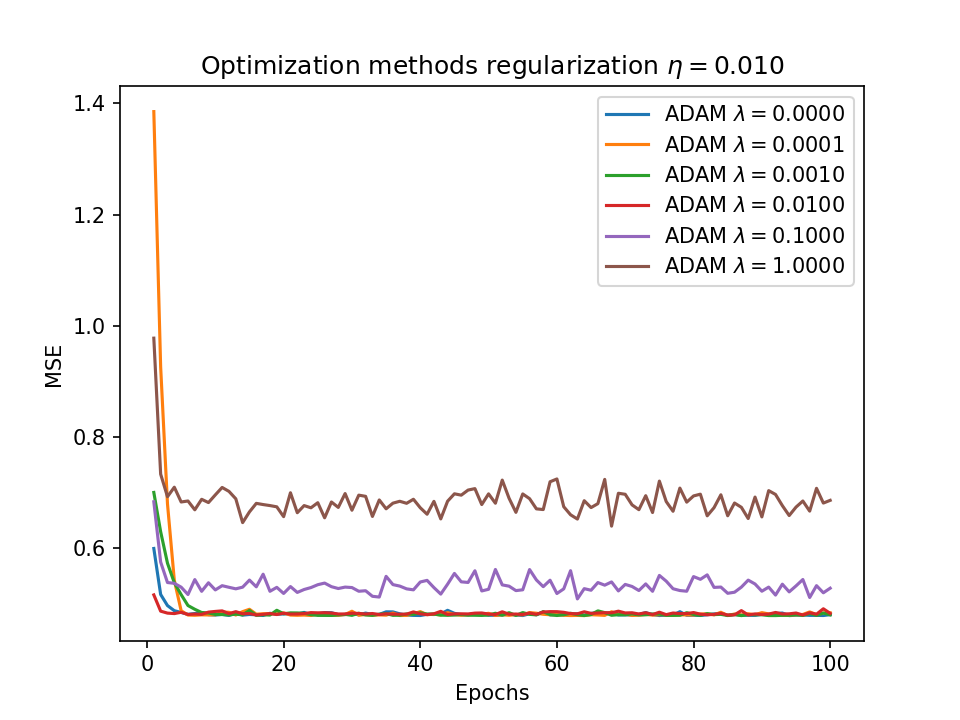 Optimization methods regularization η = 0.010
1.4
1.2
1.0
0.8
0.6
MSE
ADAM λ = 0.0000
ADAM λ = 0.0001
ADAM λ = 0.0010
ADAM λ = 0.0100
ADAM λ = 0.1000
ADAM λ = 1.0000
0 20 40 60 80 100
Epochs